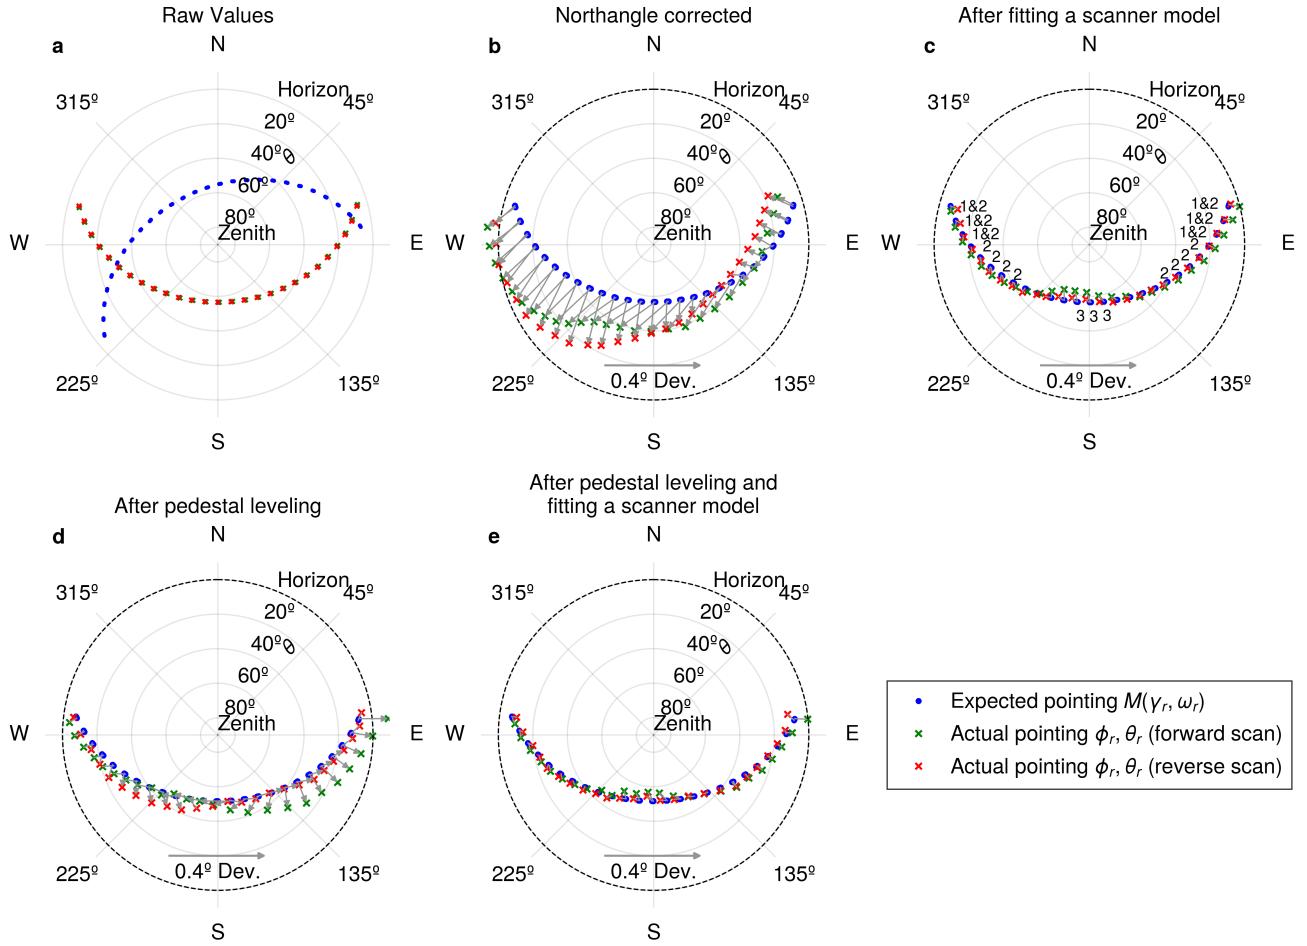 Raw Values
a
N
Horizon
315º
45º
20º
40º
θ
60º
80º
Zenith
W
E
225º
135º
S
Northangle corrected
b
N
Horizon
315º
45º
20º
40º
θ
60º
80º
Zenith
W
E
0.4º Dev.
225º
135º
S
After fitting a scanner model
c
N
Horizon
315º
45º
20º
40º
θ
60º
80º
Zenith
W
E
1&2
1&2
1&2
2
2
2
2
1&2
1&2
1&2
2
2
2
2
3 3 3
0.4º Dev.
225º
135º
S
After pedestal leveling
d
N
Horizon
315º
45º
20º
40º
θ
60º
80º
Zenith
W
E
0.4º Dev.
225º
135º
S
After pedestal leveling and
fitting a scanner model
e
N
Horizon
315º
45º
20º
40º
θ
60º
80º
Zenith
W
E
0.4º Dev.
225º
135º
S
Expected pointing M(γr, ωr)
Actual pointing ϕr, θr (forward scan)
Actual pointing ϕr, θr (reverse scan)